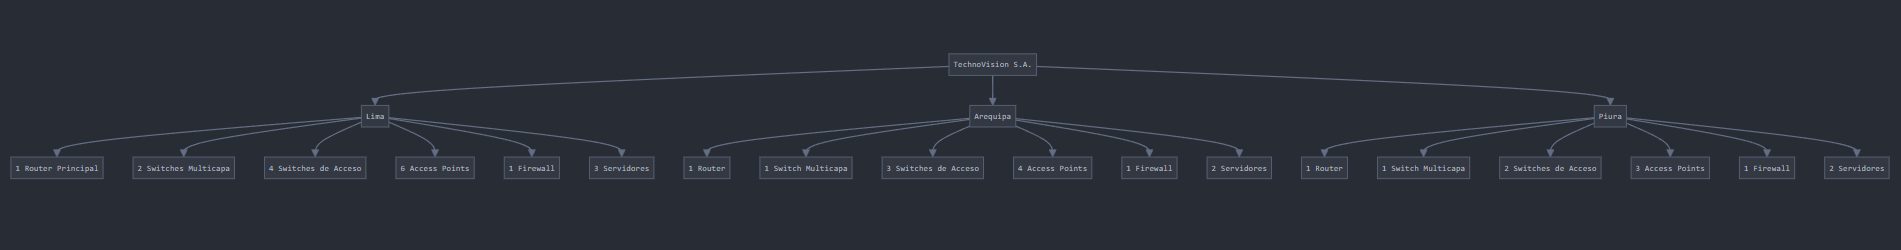 TechnoVision S.A.
Lima
Arequipa
Piura
1 Router Principal
2 Switches Multicapa
4 Switches de Acceso
6 Access Points
1 Firewall
3 Servidores
1 Router
1 Switch Multicapa
3 Switches de Acceso
4 Access Points
1 Firewall
2 Servidores
1 Router
1 Switch Multicapa
2 Switches de Acceso
3 Access Points
1 Firewall
2 Servidores